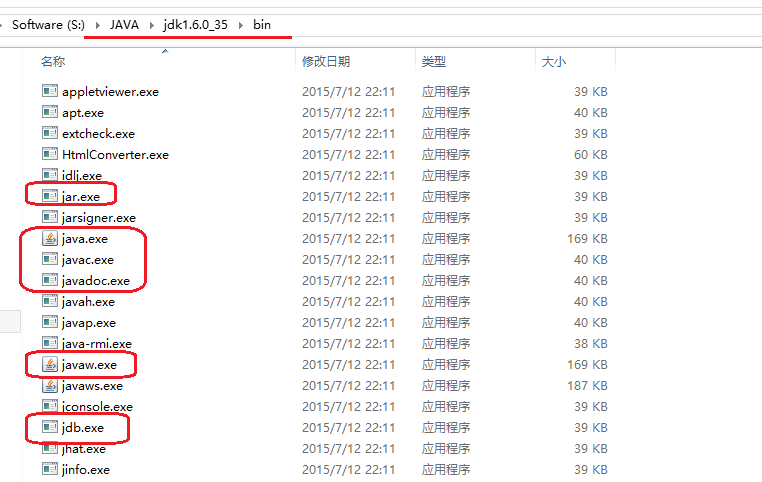 Software (S:) JAVA jdk1.6.0_35 bin
名称 修改日期 类型 大小
appletviewer.exe 2015/7/12 22:11 应用程序 39 KB
apt.exe 2015/7/12 22:11 应用程序 40 KB
extcheck.exe 2015/7/12 22:11 应用程序 39 KB
HtmlConverter.exe 2015/7/12 22:11 应用程序 60 KB
idlj.exe 2015/7/12 22:11 应用程序 39 KB
jar.exe 2015/7/12 22:11 应用程序 39 KB
jarsigner.exe 2015/7/12 22:11 应用程序 39 KB
java.exe 2015/7/12 22:11 应用程序 169 KB
javac.exe 2015/7/12 22:11 应用程序 40 KB
javadoc.exe 2015/7/12 22:11 应用程序 40 KB
javah.exe 2015/7/12 22:11 应用程序 40 KB
javap.exe 2015/7/12 22:11 应用程序 40 KB
java-rmi.exe 2015/7/12 22:11 应用程序 38 KB
javaw.exe 2015/7/12 22:11 应用程序 169 KB
javaws.exe 2015/7/12 22:11 应用程序 187 KB
jconsole.exe 2015/7/12 22:11 应用程序 39 KB
jdb.exe 2015/7/12 22:11 应用程序 39 KB
jhat.exe 2015/7/12 22:11 应用程序 39 KB
jinfo.exe 2015/7/12 22:11 应用程序 39 KB